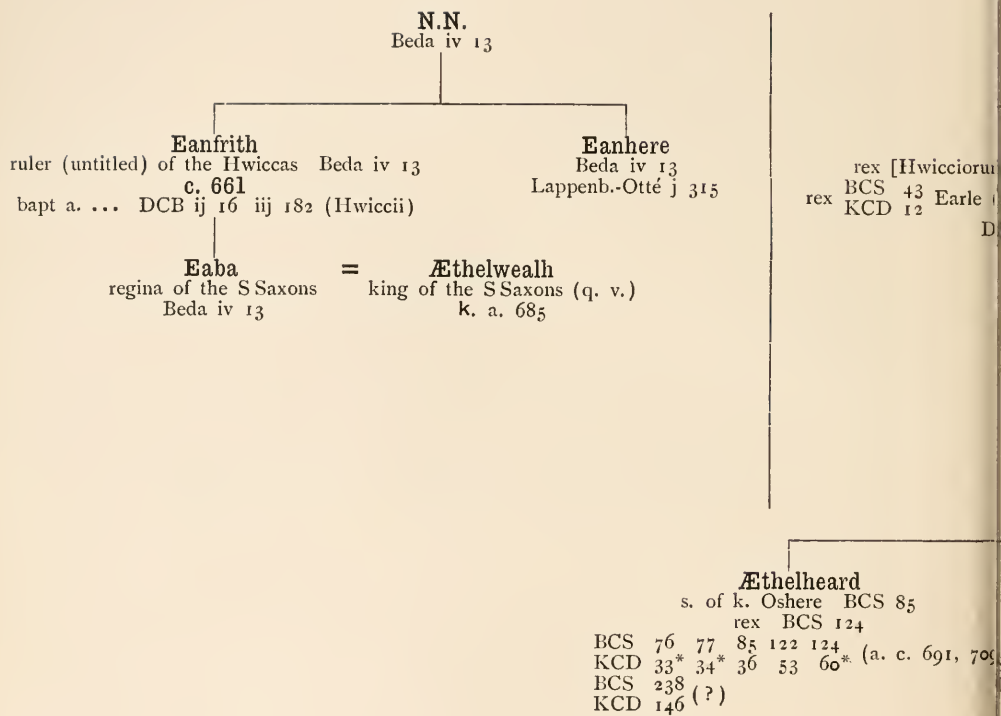 N.N.
Beda iv 13
Eanfrith
ruler (untitled) of the Hwiccas Beda iv 13
c. 661
bapt a. ... DCB ij 16 iij 182 (Hwiccii)
Eanhere
Beda iv 13
Lappenb.-Otté j 315
Eaba
regina of the S Saxons
Beda iv 13
=
Æthelwealh
king of the S Saxons (q. v.)
k. a. 685
rex
rex BCS 43 Earle
KCD 12
Æthelheard
s. of k. Oshere BCS 85
rex BCS 124
BCS 76 77 85 122 124
KCD 33* 34* 36 53 60* (a. c. 691,
BCS 238
KCD 146 (?)